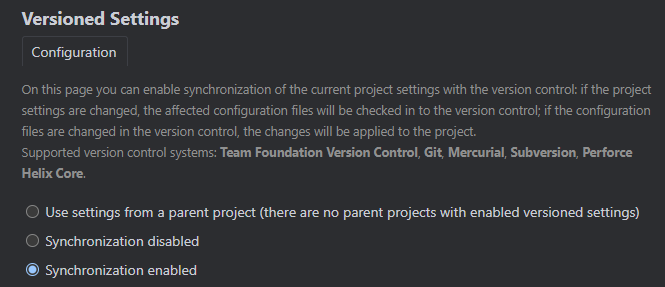 Versioned Settings
Configuration
On this page you can enable synchronization of the current project settings with the version control: if the project
settings are changed, the affected configuration files will be checked in to the version control; if the configuration
files are changed in the version control, the changes will be applied to the project.
Supported version control systems: Team Foundation Version Control, Git, Mercurial, Subversion, Perforce
Helix Core.
Use settings from a parent project (there are no parent projects with enabled versioned settings)
Synchronization disabled
Synchronization enabled